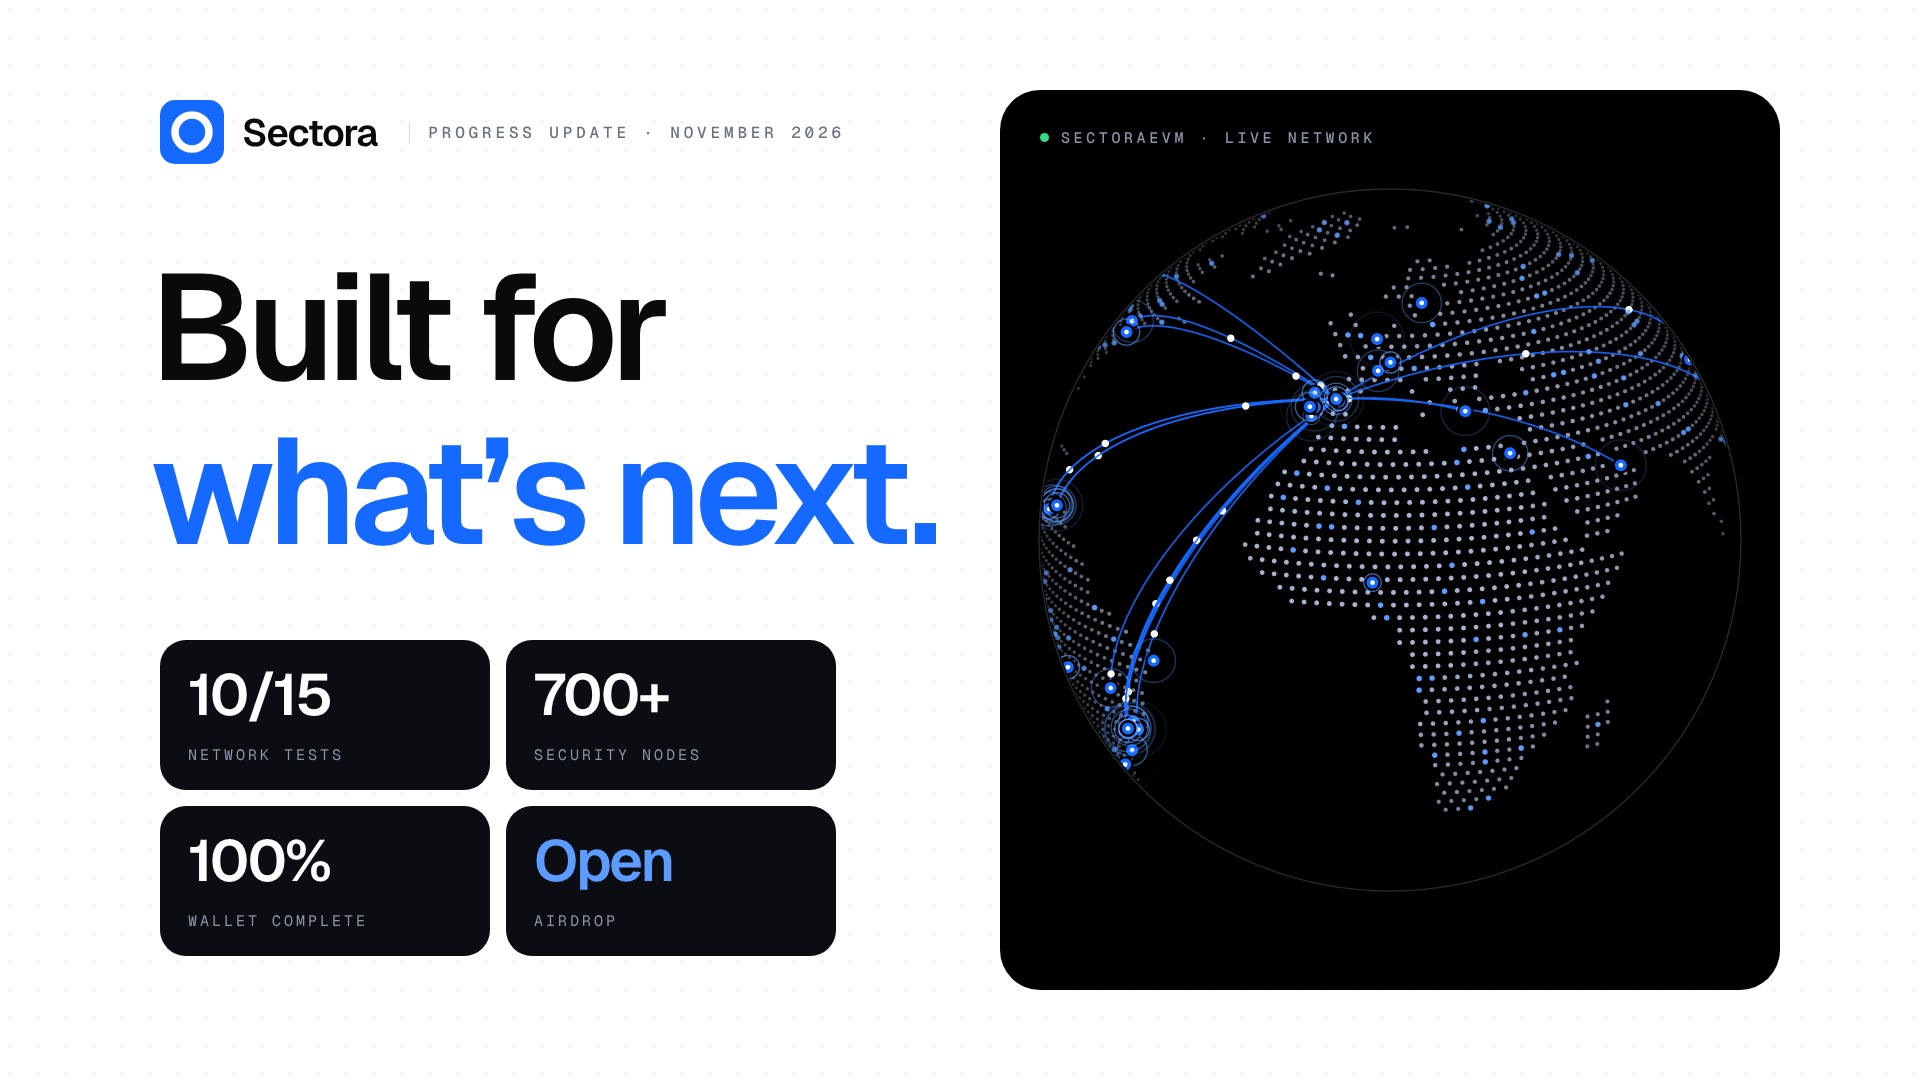 Sectora
PROGRESS UPDATE · NOVEMBER 2026
Built for
what’s next.
10/15
NETWORK TESTS
700+
SECURITY NODES
100%
WALLET COMPLETE
Open
AIRDROP
SECTORAEVM · LIVE NETWORK